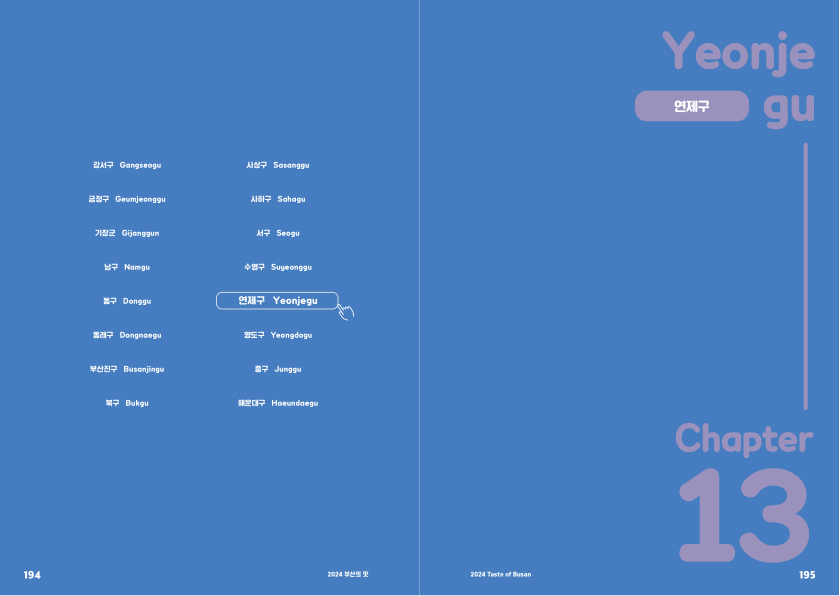 강서구 Gangseogu
금정구 Geumjeonggu
기장군 Gijanggun
남구 Namgu
동구 Donggu
동래구 Dongnaegu
부산진구 Busanjingu
북구 Bukgu
사상구 Sasanggu
사하구 Sahagu
서구 Seogu
수영구 Suyeonggu
연제구 Yeonjegu
영도구 Yeongdogu
중구 Junggu
해운대구 Haeundaegu
194
2024 부산의 맛
Yeonje
연제구 gu
Chapter
13
2024 Taste of Busan
195